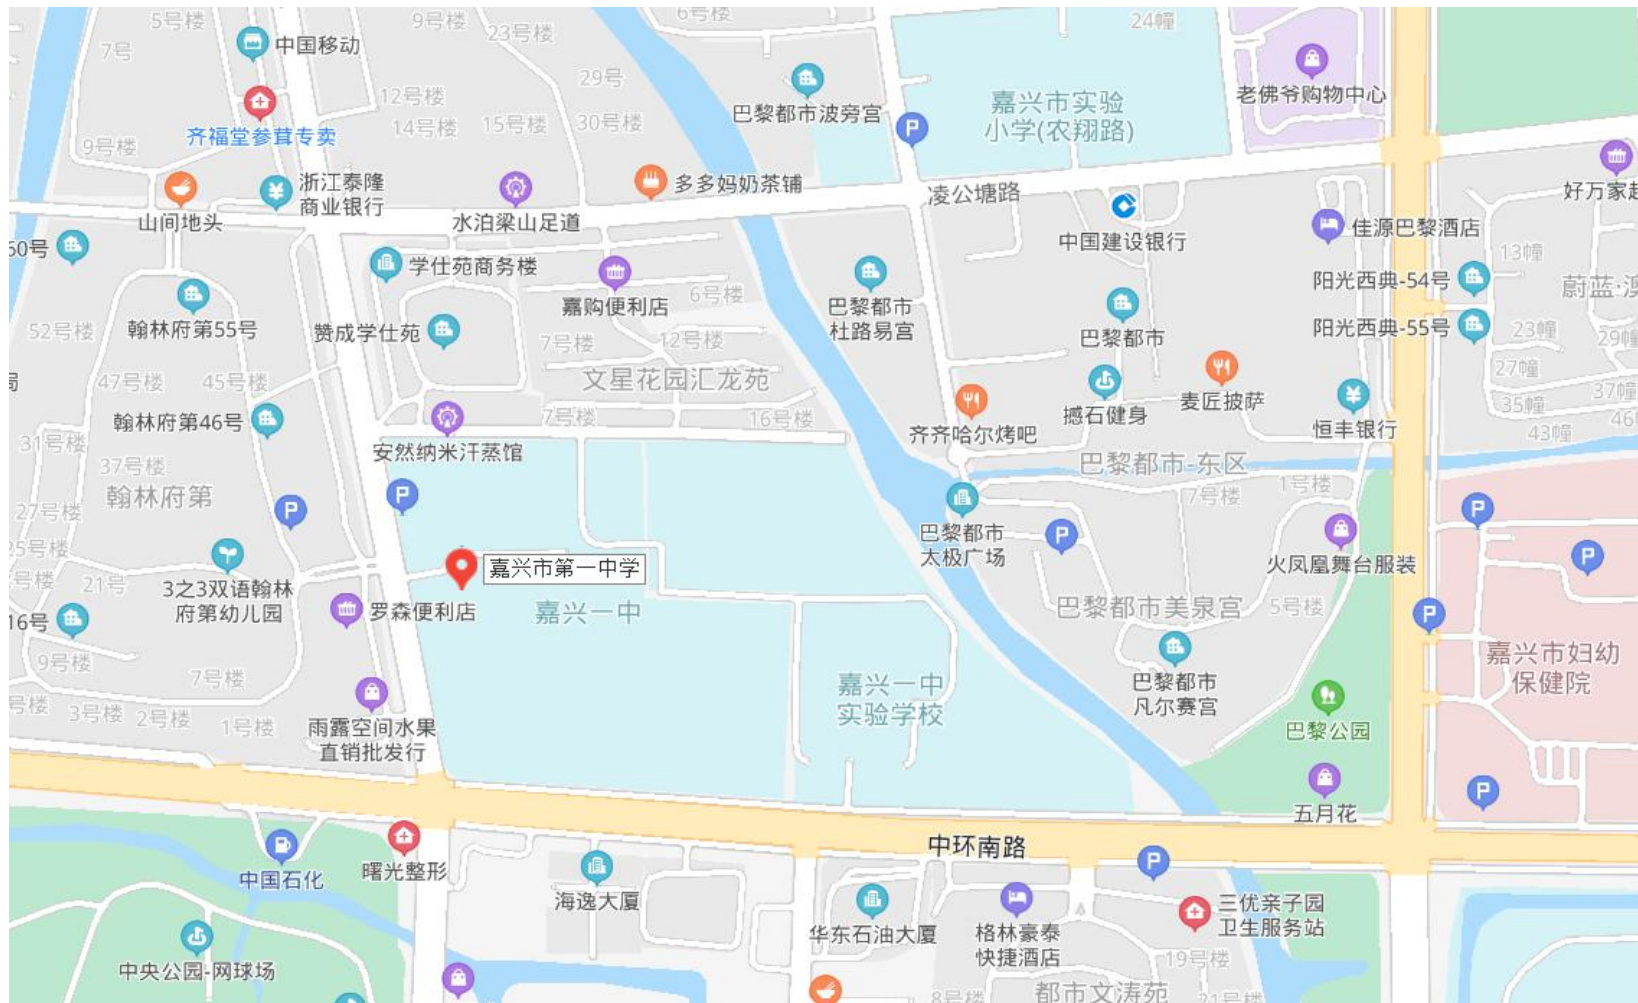 5号楼
9号楼
23号楼
6号楼
24幢
7号
中国移动
29号
老佛爷购物中心
12号楼
巴黎都市波旁宫
嘉兴市实验
小学(农翔路)
齐福堂参茸专卖
14号楼
15号楼
30号楼
9号楼
浙江泰隆
商业银行
多多妈奶茶铺
凌公塘路
好万家超
山间地头
水泊梁山足道
中国建设银行
佳源巴黎酒店
60号
学仕苑商务楼
13幢
阳光西典-54号
蔚蓝·澳
嘉购便利店
6号楼
巴黎都市
杜路易宫
52号楼
翰林府第55号
赞成学仕苑
7号楼
12号楼
巴黎都市
阳光西典-55号
23幢
29幢
47号楼
45号楼
文星花园汇龙苑
27幢
37幢
麦匠披萨
翰林府第46号
7号楼
16号楼
撼石健身
35幢
46
31号楼
齐齐哈尔烤吧
恒丰银行
43幢
安然纳米汗蒸馆
巴黎都市-东区
37号楼
翰林府第
7号楼
1号楼
27号楼
巴黎都市
太极广场
25号楼
21号
3之3双语翰林
府第幼儿园
嘉兴市第一中学
火凤凰舞台服装
16号
罗森便利店
嘉兴一中
巴黎都市美泉宫
5号楼
9号楼
7号楼
嘉兴市妇幼
保健院
嘉兴一中
实验学校
巴黎都市
凡尔赛宫
号楼
3号楼
2号楼
1号楼
雨露空间水果
直销批发行
巴黎公园
五月花
中环南路
中国石化
曙光整形
海逸大厦
华东石油大厦
格林豪泰
快捷酒店
三优亲子园
卫生服务站
中央公园-网球场
19号楼
8号楼
都市文涛苑
21号楼